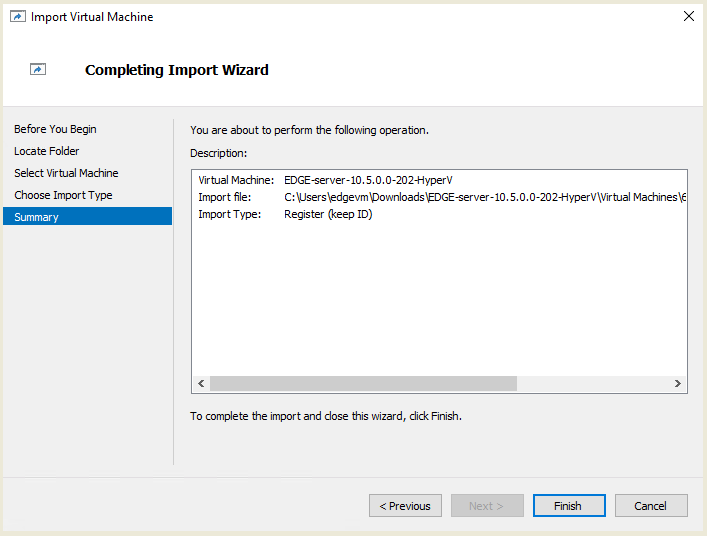 Import Virtual Machine
Completing Import Wizard
Before You Begin
Locate Folder
Select Virtual Machine
Choose Import Type
Summary
You are about to perform the following operation.
Description:
Virtual Machine: EDGE-server-10.5.0.0-202-HyperV
Import file: C:\Users\edgevm\Downloads\EDGE-server-10.5.0.0-202-HyperV\Virtual Machines\6
Import Type: Register (keep ID)
To complete the import and close this wizard, click Finish.
< Previous
Next >
Finish
Cancel